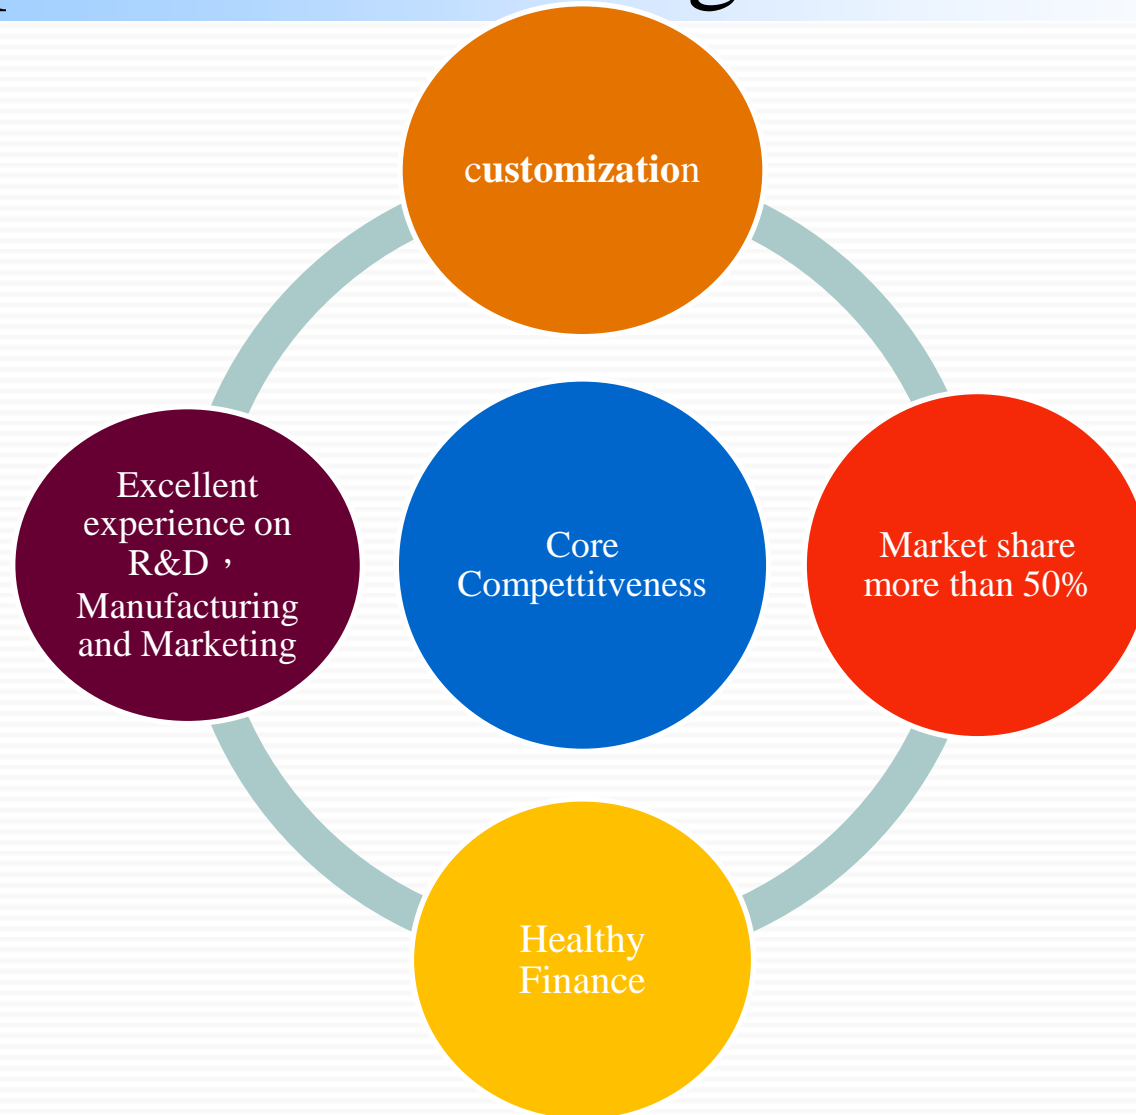 customization
Excellent
experience on
R&D，
Manufacturing
and Marketing
Core
Compettitveness
Market share
more than 50%
Healthy
Finance